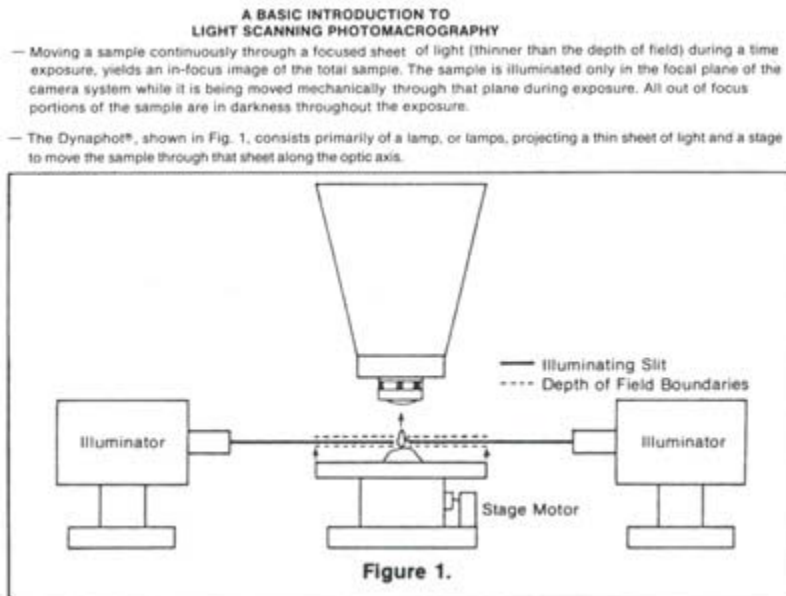 A BASIC INTRODUCTION TO
LIGHT SCANNING PHOTOMACROGRAPHY
— Moving a sample continuously through a focused sheet of light (thinner than the depth of field) during a time
exposure, yields an in-focus image of the total sample. The sample is illuminated only in the focal plane of the
camera system while it is being moved mechanically through that plane during exposure. All out of focus
portions of the sample are in darkness throughout the exposure.
— The Dynaphot®, shown in Fig. 1, consists primarily of a lamp, or lamps, projecting a thin sheet of light and a stage
to move the sample through that sheet along the optic axis.
Illuminating Slit
Depth of Field Boundaries
Illuminator
Illuminator
Stage Motor
Figure 1.